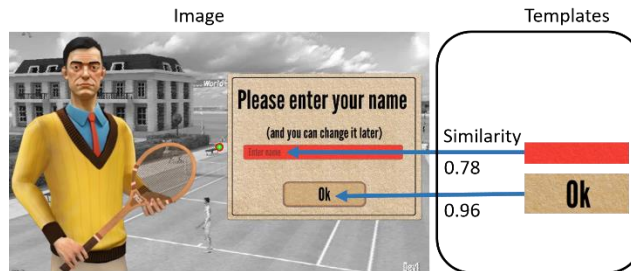 Image
Templates
World
Please enter your name
(and you can change it later)
Enter name
Ok
Similarity
0.78
0.96
Ok